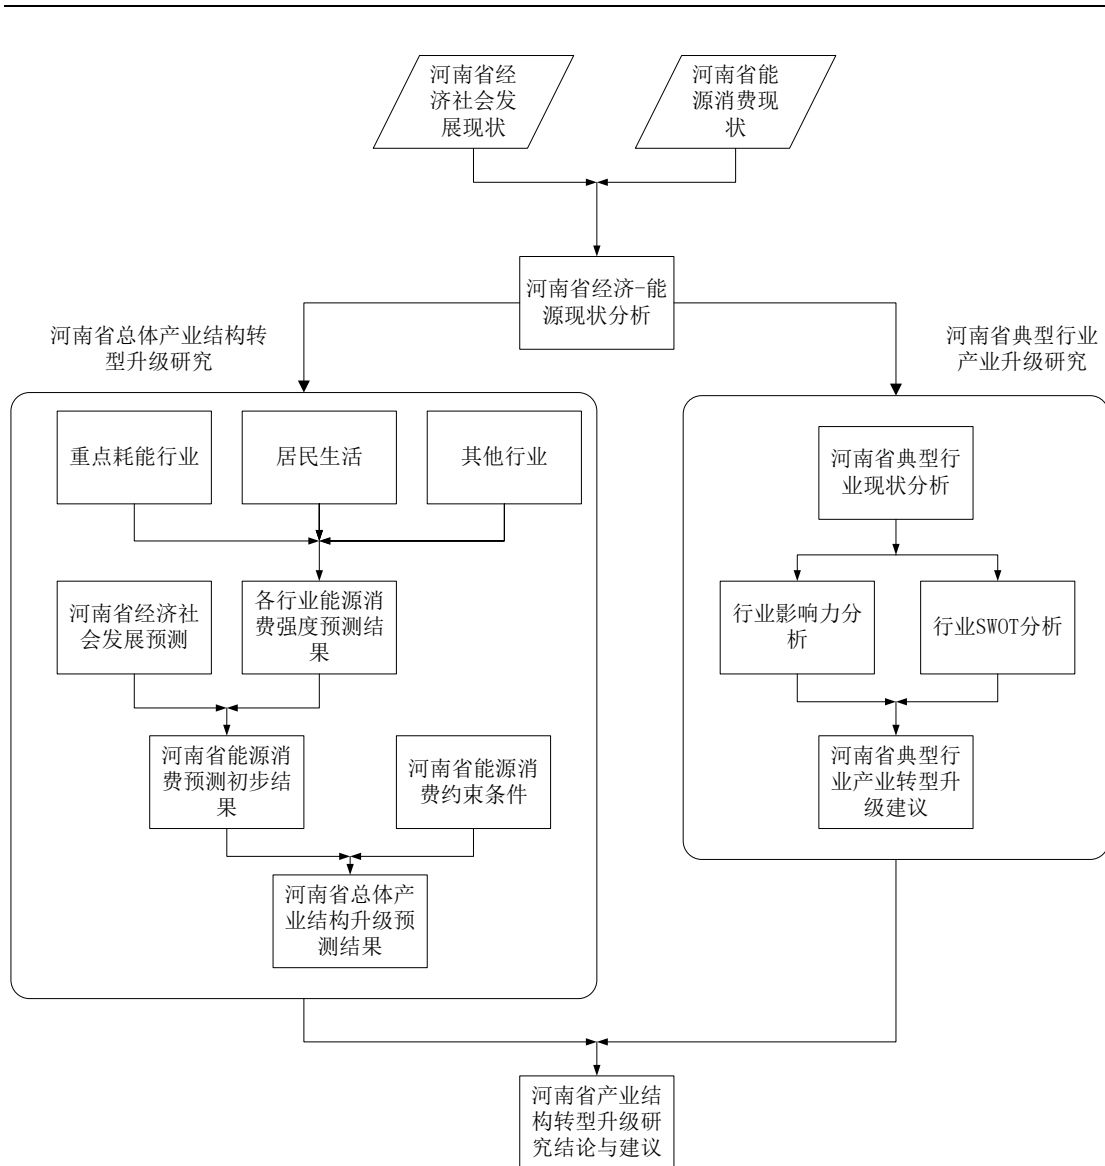 河南省经
济社会发
展现状
河南省能
源消费现
状
河南省经济-能
源现状分析
河南省总体产业结构转
型升级研究
河南省典型行业
产业升级研究
重点耗能行业
居民生活
其他行业
河南省经济社
会发展预测
各行业能源消
费强度预测结
果
河南省能源消
费预测初步结
果
河南省能源消
费约束条件
河南省总体产
业结构升级预
测结果
河南省典型行
业现状分析
行业影响力分
析
行业SWOT分析
河南省典型行
业产业转型升
级建议
河南省产业结
构转型升级研
究结论与建议